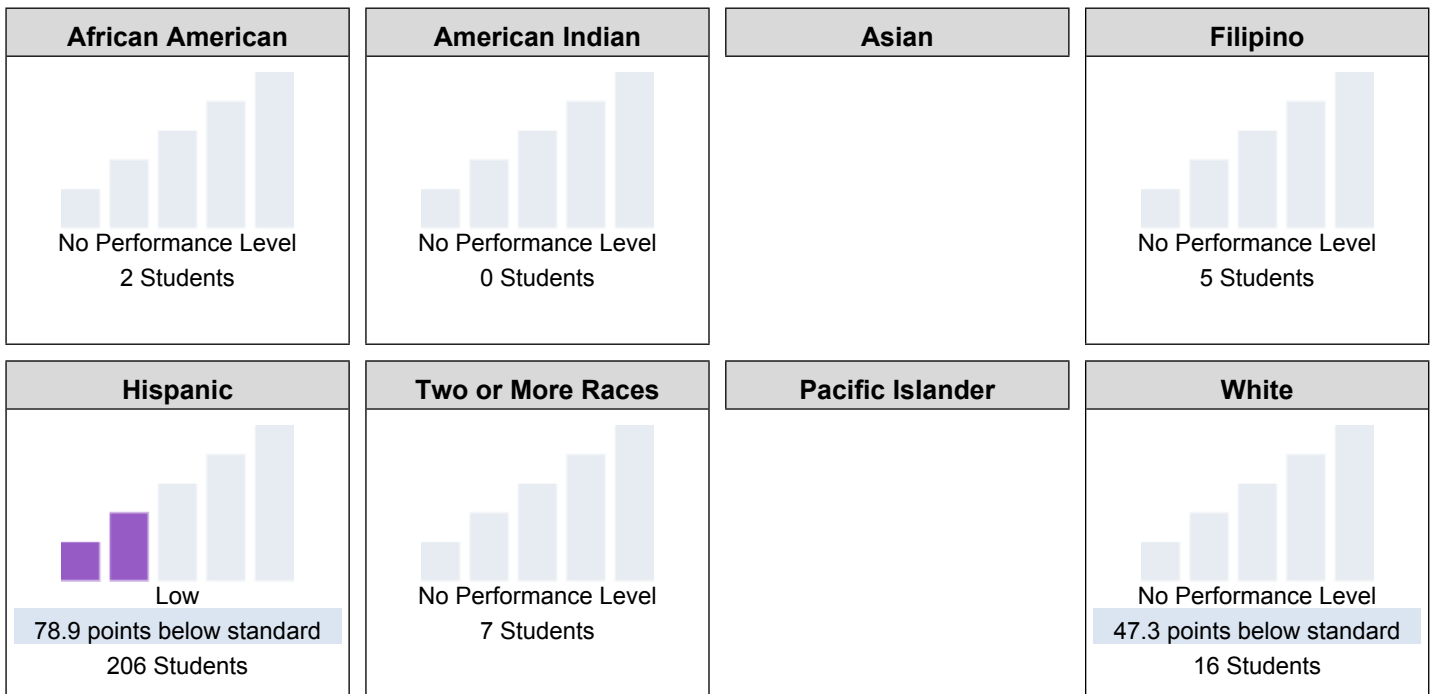 African American
No Performance Level
2 Students
American Indian
No Performance Level
0 Students
Asian
Filipino
No Performance Level
5 Students
Hispanic
Low
78.9 points below standard
206 Students
Two or More Races
No Performance Level
7 Students
Pacific Islander
White
No Performance Level
47.3 points below standard
16 Students